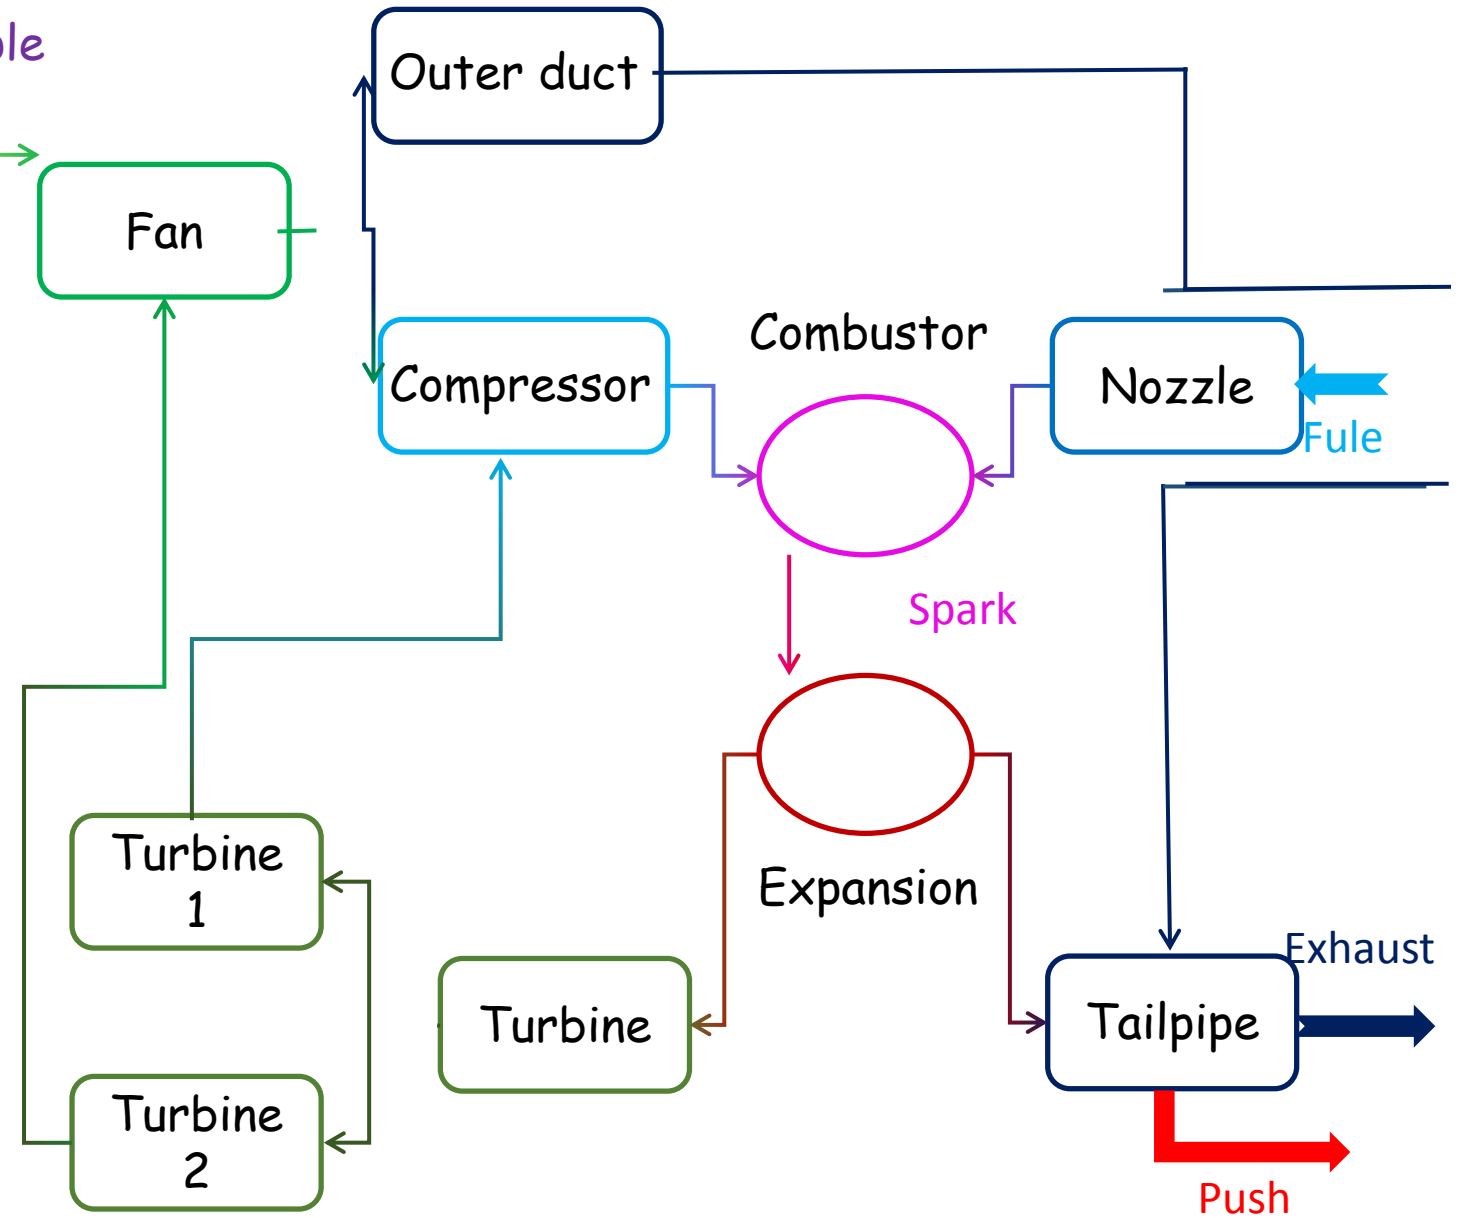 Outer duct
Fan
Combustor
Compressor
Nozzle
Fule
Spark
Turbine
1
Expansion
Exhaust
Turbine
Tailpipe
Turbine
2
Push